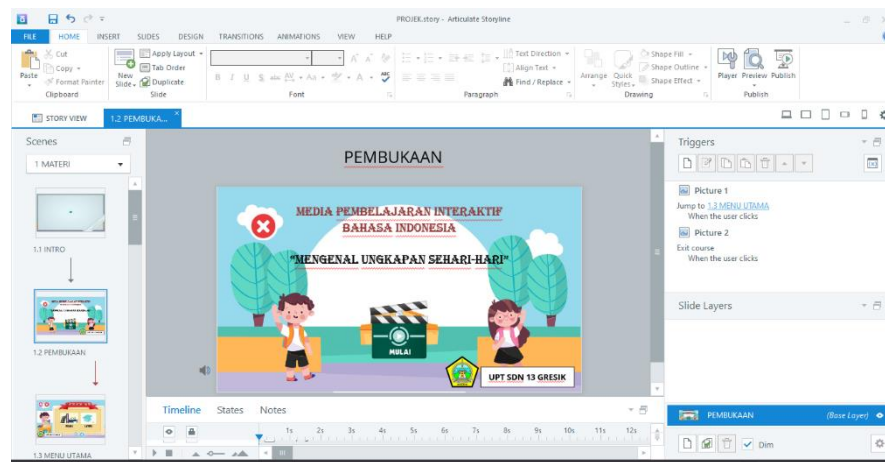 PROJEK.story - Articulate Storyline
FILE HOME INSERT SLIDES DESIGN TRANSITIONS ANIMATIONS VIEW HELP
Paste
Cut
Copy
Format Painter
Clipboard
New Slide
Apply Layout
Tab Order
Duplicate
Slide
B I U S abc AV Aa A ABC
Font
Text Direction
Align Text
Find / Replace
Paragraph
Arrange
Quick Styles
Shape Fill
Shape Outline
Shape Effect
Drawing
Player Preview Publish
Publish
STORY VIEW 1.2 PEMBUKA...
Scenes
1 MATERI
1.1 INTRO
1.2 PEMBUKAAN
1.3 MENU UTAMA
PEMBUKAAN
MEDIA PEMBELAJARAN INTERAKTIF
BAHASA INDONESIA
"MENGENAL UNGKAPAN SEHARI-HARI"
MULAI
UPT SDN 13 GRESIK
Timeline States Notes
1s 2s 3s 4s 5s 6s 7s 8s 9s 10s 11s 12s
Triggers
Picture 1
Jump to 1.3 MENU UTAMA
When the user clicks
Picture 2
Exit course
When the user clicks
Slide Layers
PEMBUKAAN (Base Layer)
Dim